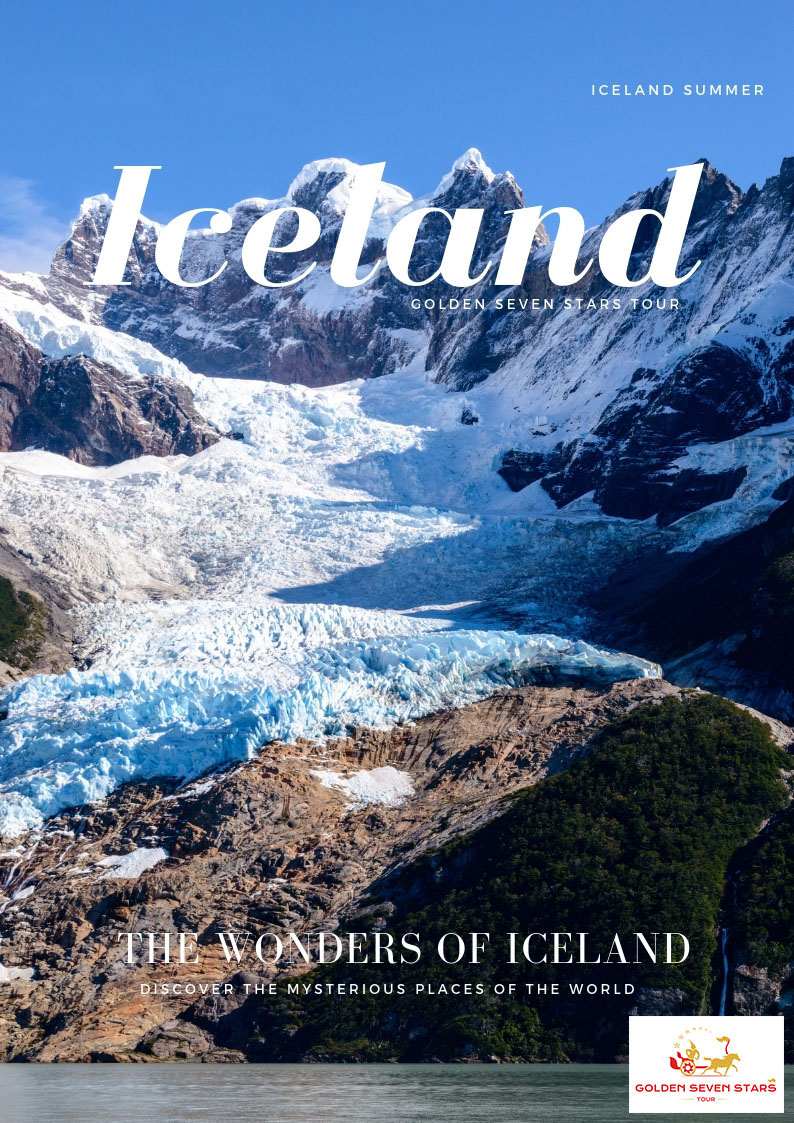 ICELAND SUMMER
Iceland
GOLDEN SEVEN STARS TOUR
THE WONDERS OF ICELAND
DISCOVER THE MYSTERIOUS PLACES OF THE WORLD
GOLDEN SEVEN STARS
TOUR